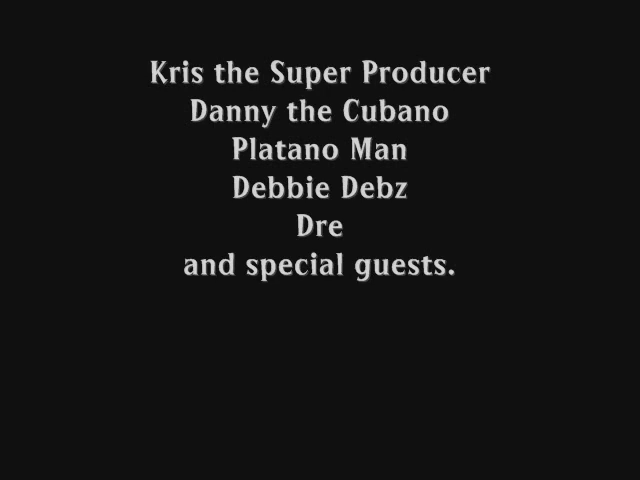 Kris the Super Producer
Danny the Cubano
Platano Man
Debbie Debz
Dre
and special guests.